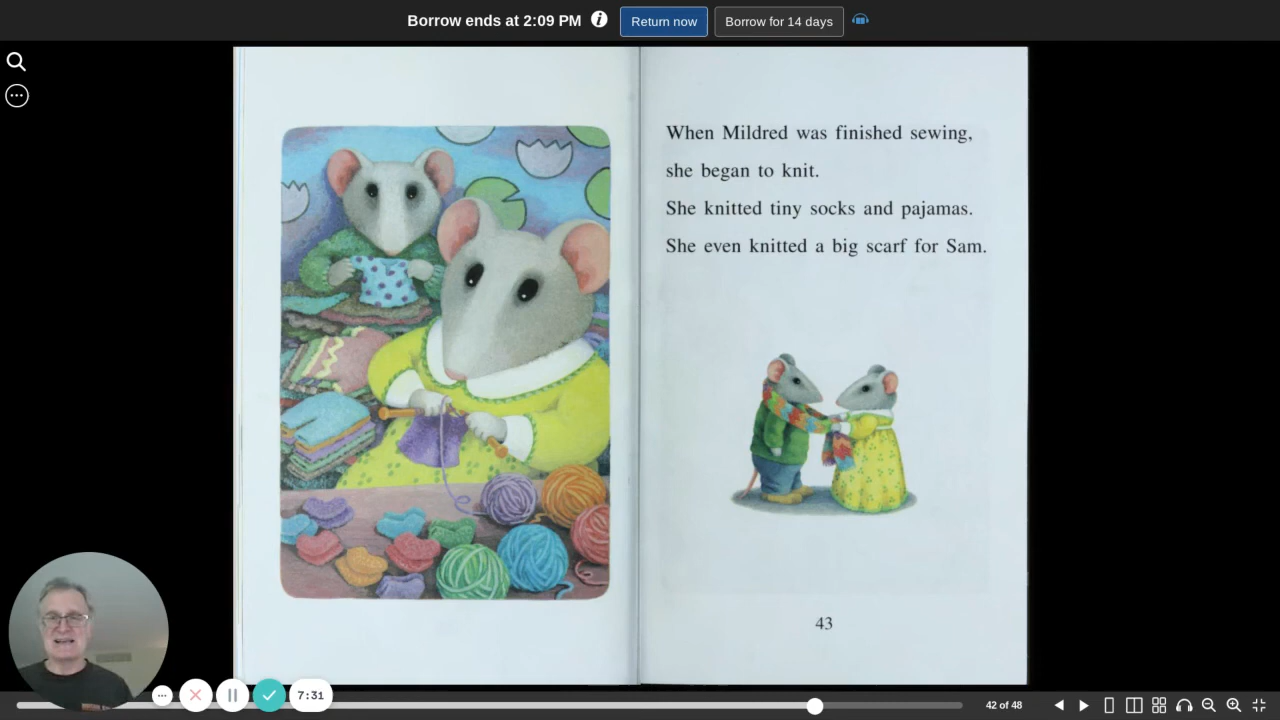 Borrow ends at 2:09 PM
Return now
Borrow for 14 days
When Mildred was finished sewing,
she began to knit.
She knitted tiny socks and pajamas.
She even knitted a big scarf for Sam.
43
7:31
42 of 48